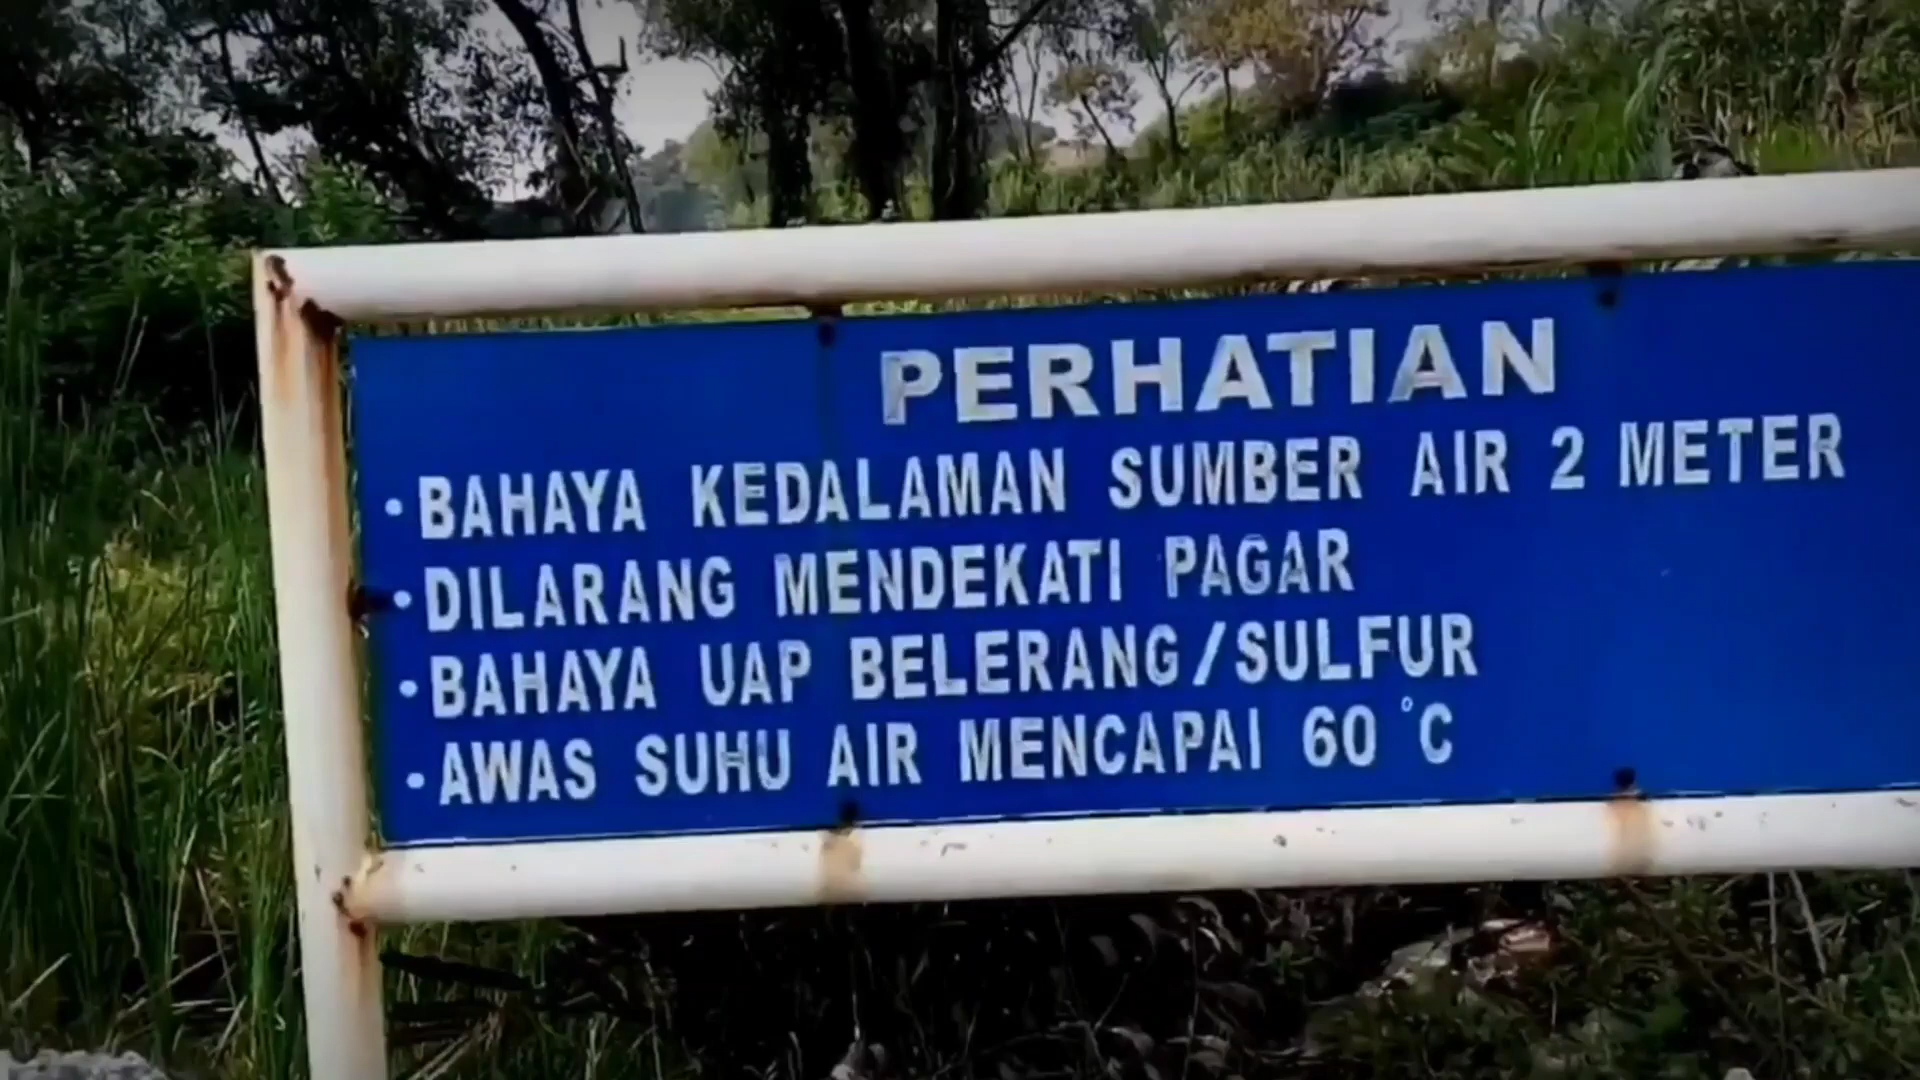 PERHATIAN
• BAHAYA KEDALAMAN SUMBER AIR 2 METER
• DILARANG MENDEKATI PAGAR
• BAHAYA UAP BELERANG/SULFUR
• AWAS SUHU AIR MENCAPAI 60 °C